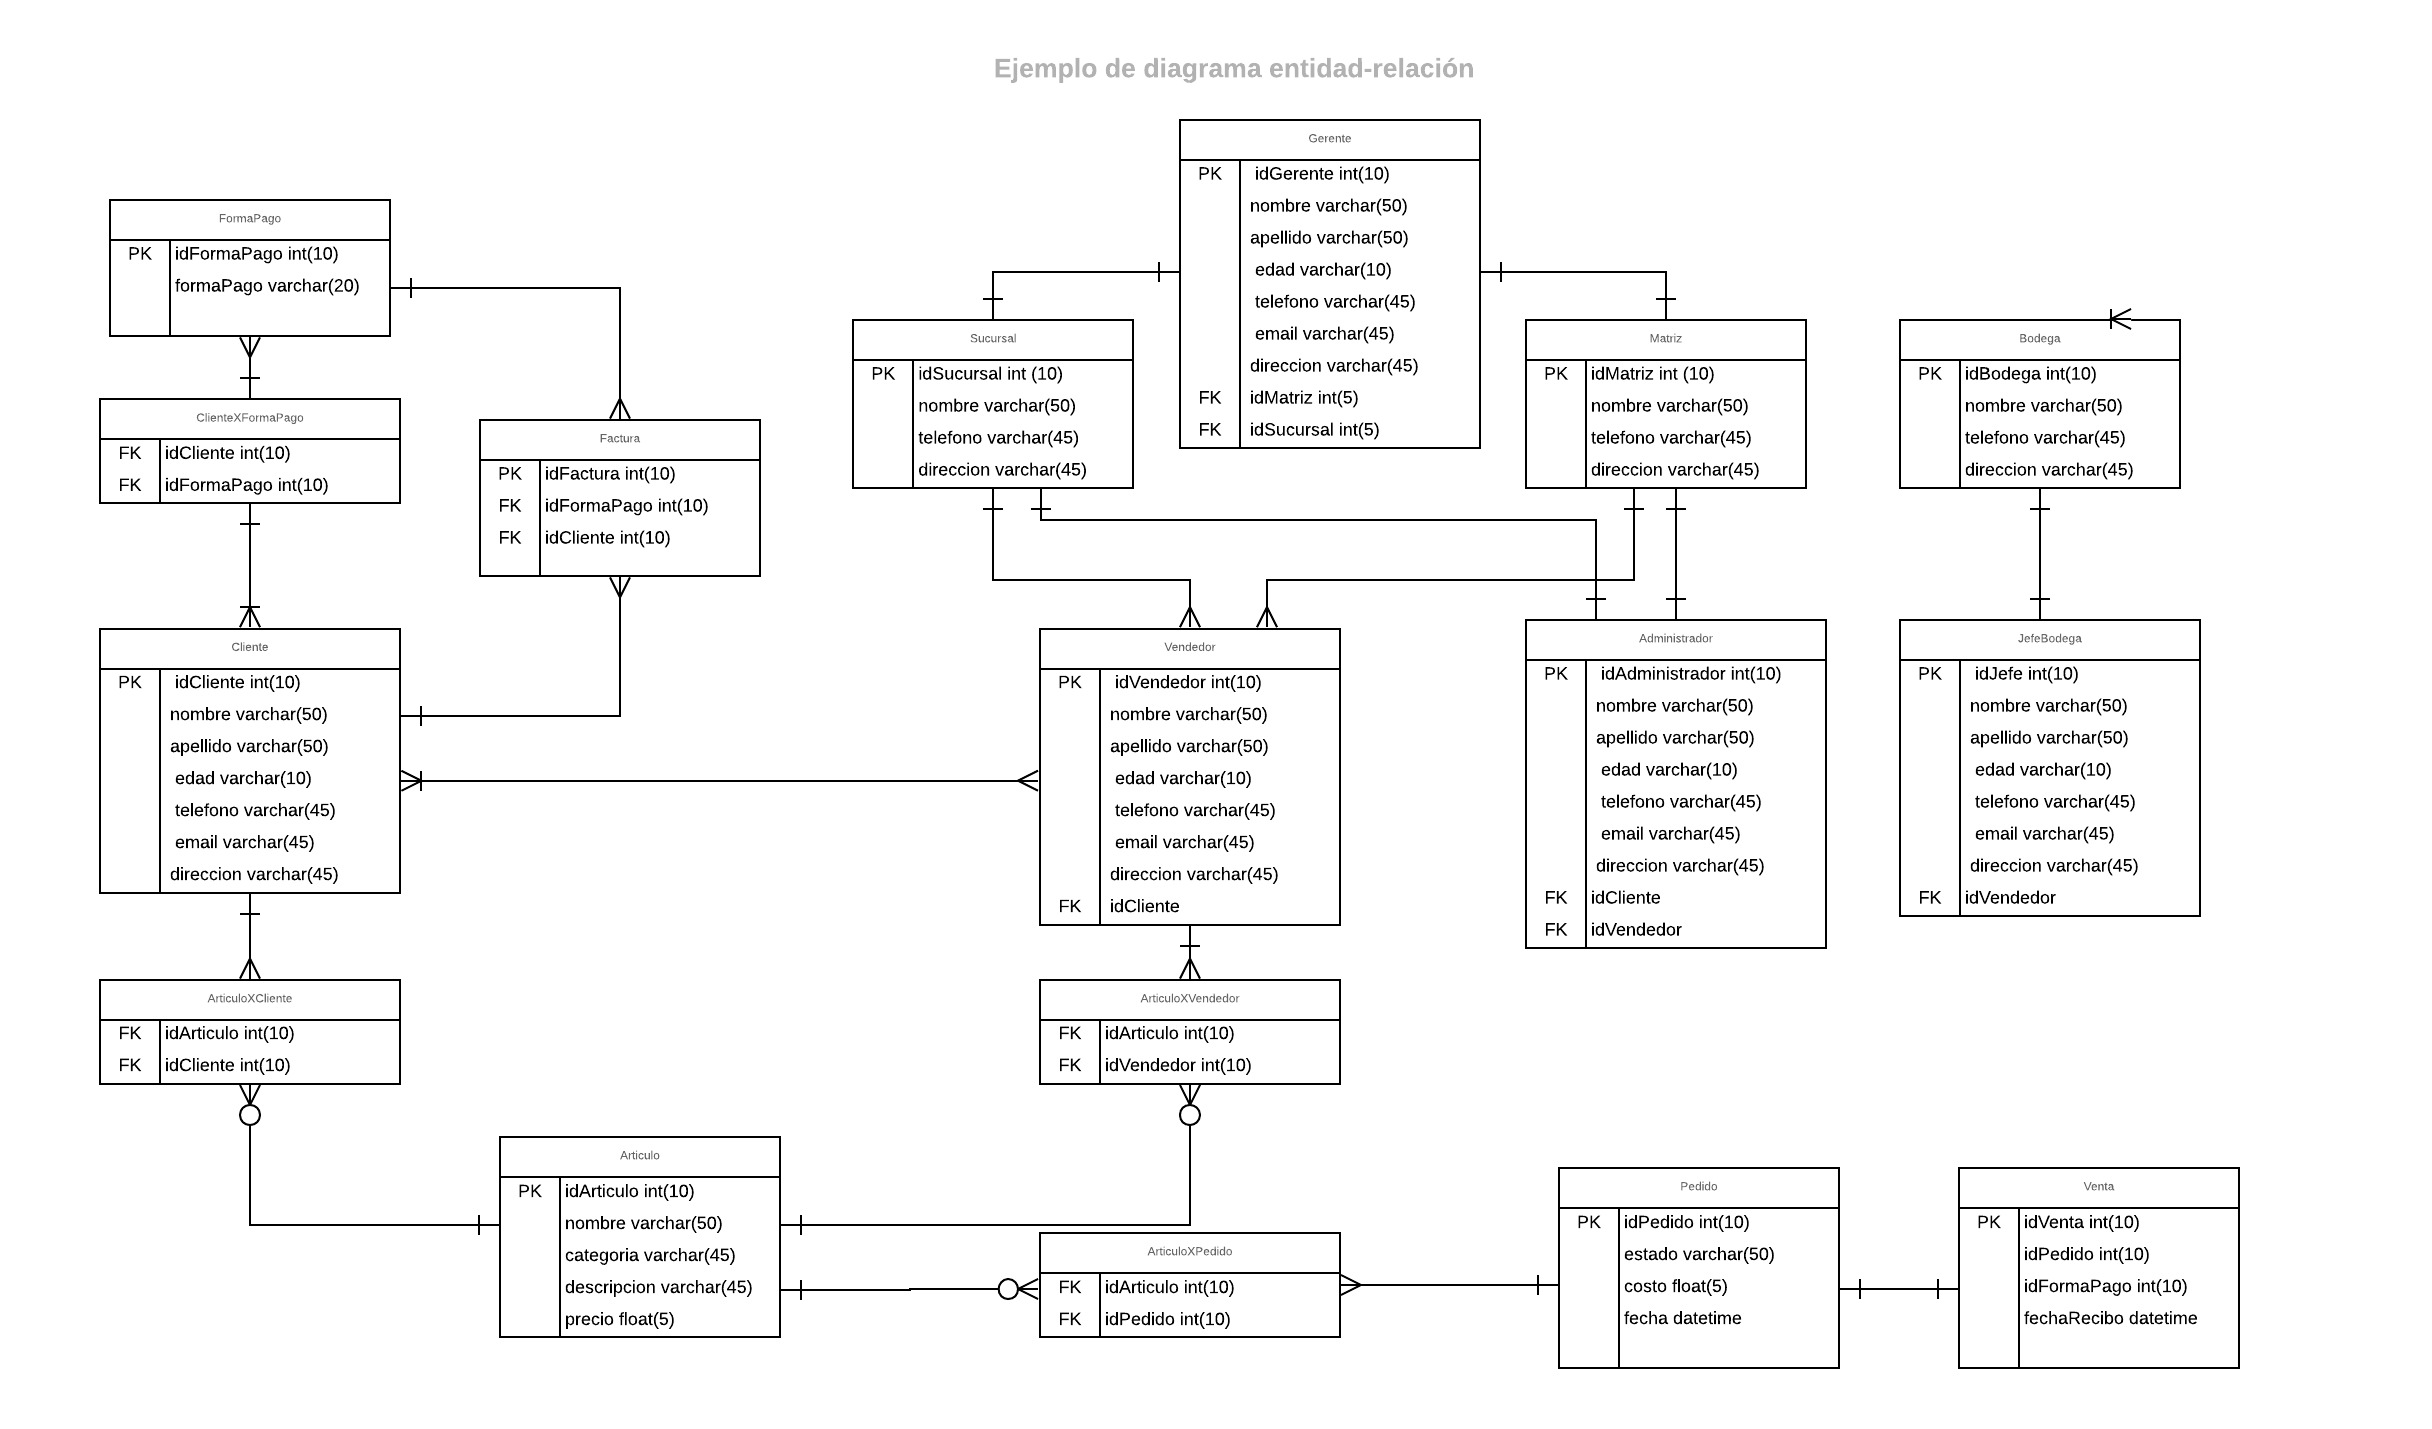 Ejemplo de diagrama entidad-relación
Gerente
PK idGerente int(10)
nombre varchar(50)
apellido varchar(50)
edad varchar(10)
telefono varchar(45)
email varchar(45)
direccion varchar(45)
FK idMatriz int(5)
FK idSucursal int(5)
FormaPago
PK idFormaPago int(10)
formaPago varchar(20)
Sucursal
PK idSucursal int (10)
nombre varchar(50)
telefono varchar(45)
direccion varchar(45)
Matriz
PK idMatriz int (10)
nombre varchar(50)
telefono varchar(45)
direccion varchar(45)
Bodega
PK idBodega int(10)
nombre varchar(50)
telefono varchar(45)
direccion varchar(45)
ClienteXFormaPago
FK idCliente int(10)
FK idFormaPago int(10)
Factura
PK idFactura int(10)
FK idFormaPago int(10)
FK idCliente int(10)
Cliente
PK idCliente int(10)
nombre varchar(50)
apellido varchar(50)
edad varchar(10)
telefono varchar(45)
email varchar(45)
direccion varchar(45)
Vendedor
PK idVendedor int(10)
nombre varchar(50)
apellido varchar(50)
edad varchar(10)
telefono varchar(45)
email varchar(45)
direccion varchar(45)
FK idCliente
Administrador
PK idAdministrador int(10)
nombre varchar(50)
apellido varchar(50)
edad varchar(10)
telefono varchar(45)
email varchar(45)
direccion varchar(45)
FK idCliente
FK idVendedor
JefeBodega
PK idJefe int(10)
nombre varchar(50)
apellido varchar(50)
edad varchar(10)
telefono varchar(45)
email varchar(45)
direccion varchar(45)
FK idVendedor
ArticuloXCliente
FK idArticulo int(10)
FK idCliente int(10)
ArticuloXVendedor
FK idArticulo int(10)
FK idVendedor int(10)
Articulo
PK idArticulo int(10)
nombre varchar(50)
categoria varchar(45)
descripcion varchar(45)
precio float(5)
ArticuloXPedido
FK idArticulo int(10)
FK idPedido int(10)
Pedido
PK idPedido int(10)
estado varchar(50)
costo float(5)
fecha datetime
Venta
PK idVenta int(10)
idPedido int(10)
idFormaPago int(10)
fechaRecibo datetime